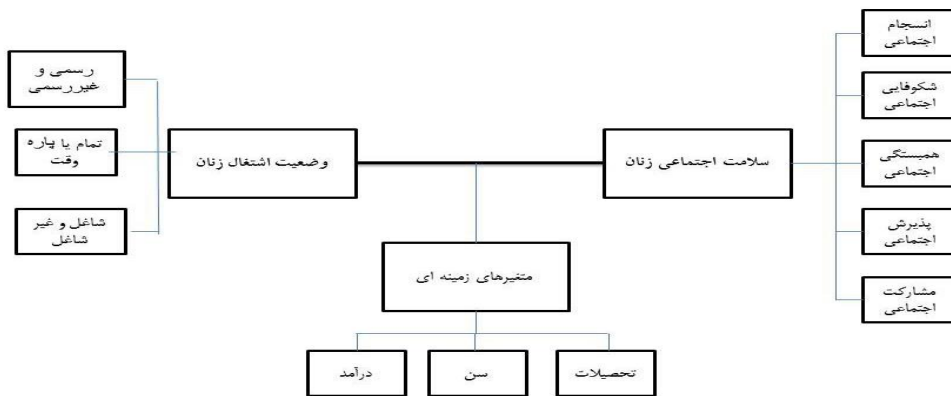 انسجام
اجتماعی
شکوفایی
اجتماعی
همبستگی
اجتماعی
پذیرش
اجتماعی
مشارکت
اجتماعی
سلامت اجتماعی زنان
وضعیت اشتغال زنان
رسمی و
غیررسمی
تمام یا پاره
وقت
شاغل و غیر
شاغل
متغیرهای زمینه ای
تحصیلات
سن
درآمد